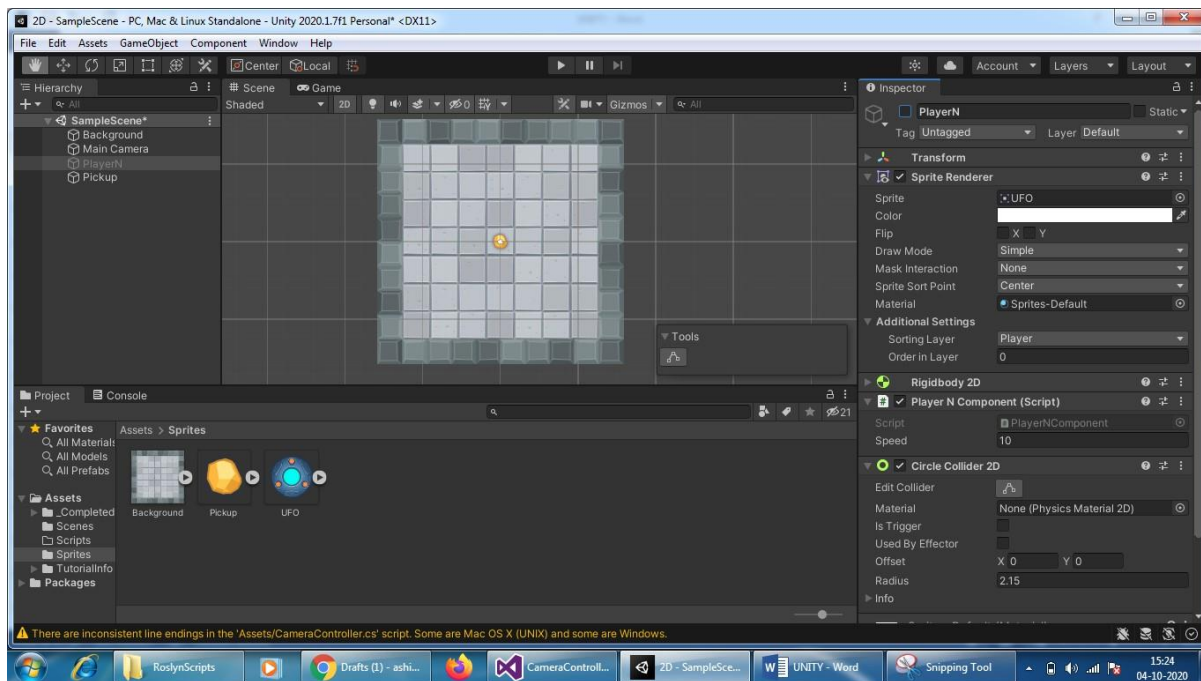 2D - SampleScene - PC, Mac & Linux Standalone - Unity 2020.1.7f1 Personal* <DX11>
File Edit Assets GameObject Component Window Help
Center Local Account Layers Layout
Hierarchy
All
SampleScene*
Background
Main Camera
PlayerN
Pickup
Scene Game
Shaded 2D 0 Gizmos All
Tools
Inspector
PlayerN Static
Tag Untagged Layer Default
Transform
Sprite Renderer
Sprite UFO
Color
Flip X Y
Draw Mode Simple
Mask Interaction None
Sprite Sort Point Center
Material Sprites-Default
Additional Settings
Sorting Layer Player
Order in Layer 0
Rigidbody 2D
Player N Component (Script)
Script PlayerNComponent
Speed 10
Circle Collider 2D
Edit Collider
Material None (Physics Material 2D)
Is Trigger
Used By Effector
Offset X 0 Y 0
Radius 2.15
Info
Project Console
21
Favorites
All Materials
All Models
All Prefabs
Assets
_Completed
Scenes
Scripts
Sprites
TutorialInfo
Packages
Assets > Sprites
Background Pickup UFO
There are inconsistent line endings in the 'Assets/CameraController.cs' script. Some are Mac OS X (UNIX) and some are Windows.
RoslynScripts Drafts (1) - ashi... CameraControll... 2D - SampleSce... UNITY - Word Snipping Tool 15:24
04-10-2020